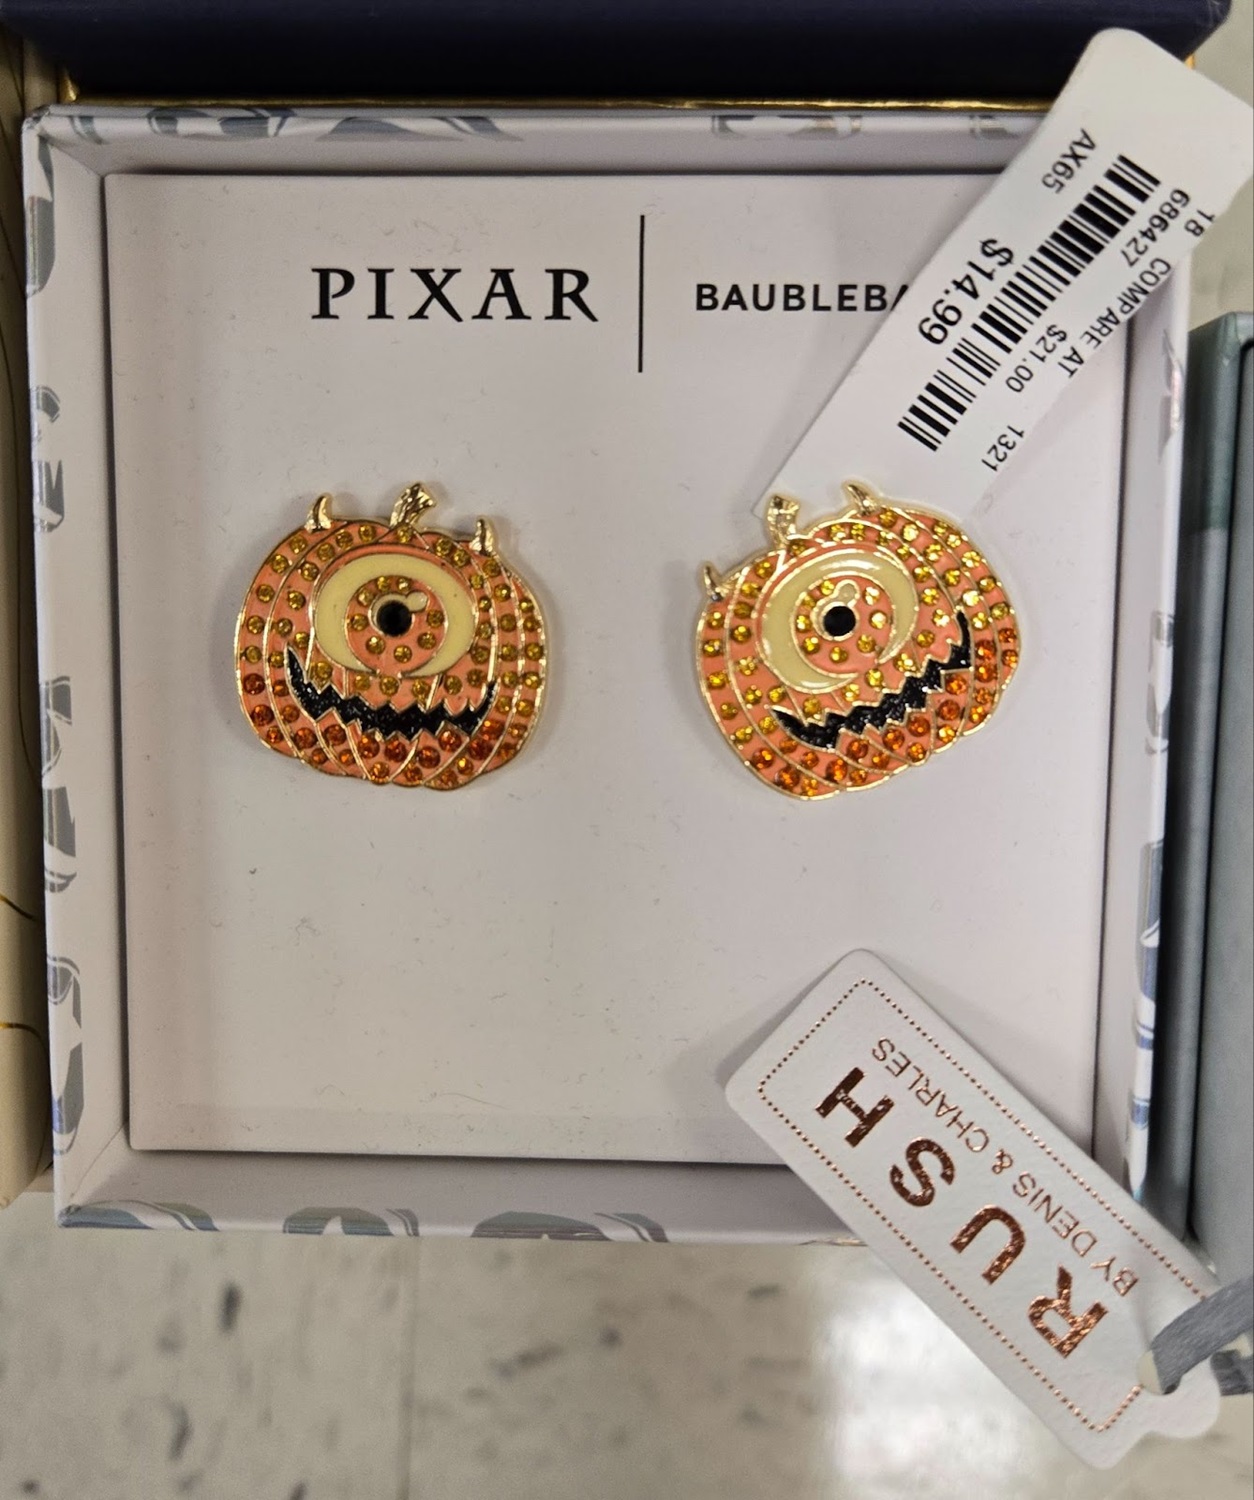 PIXAR
BAUBLEBA
18 COMPARE AT
686427 $21.00 1321
AX65
$14.99
RUSH
BY DENIS & CHARLES